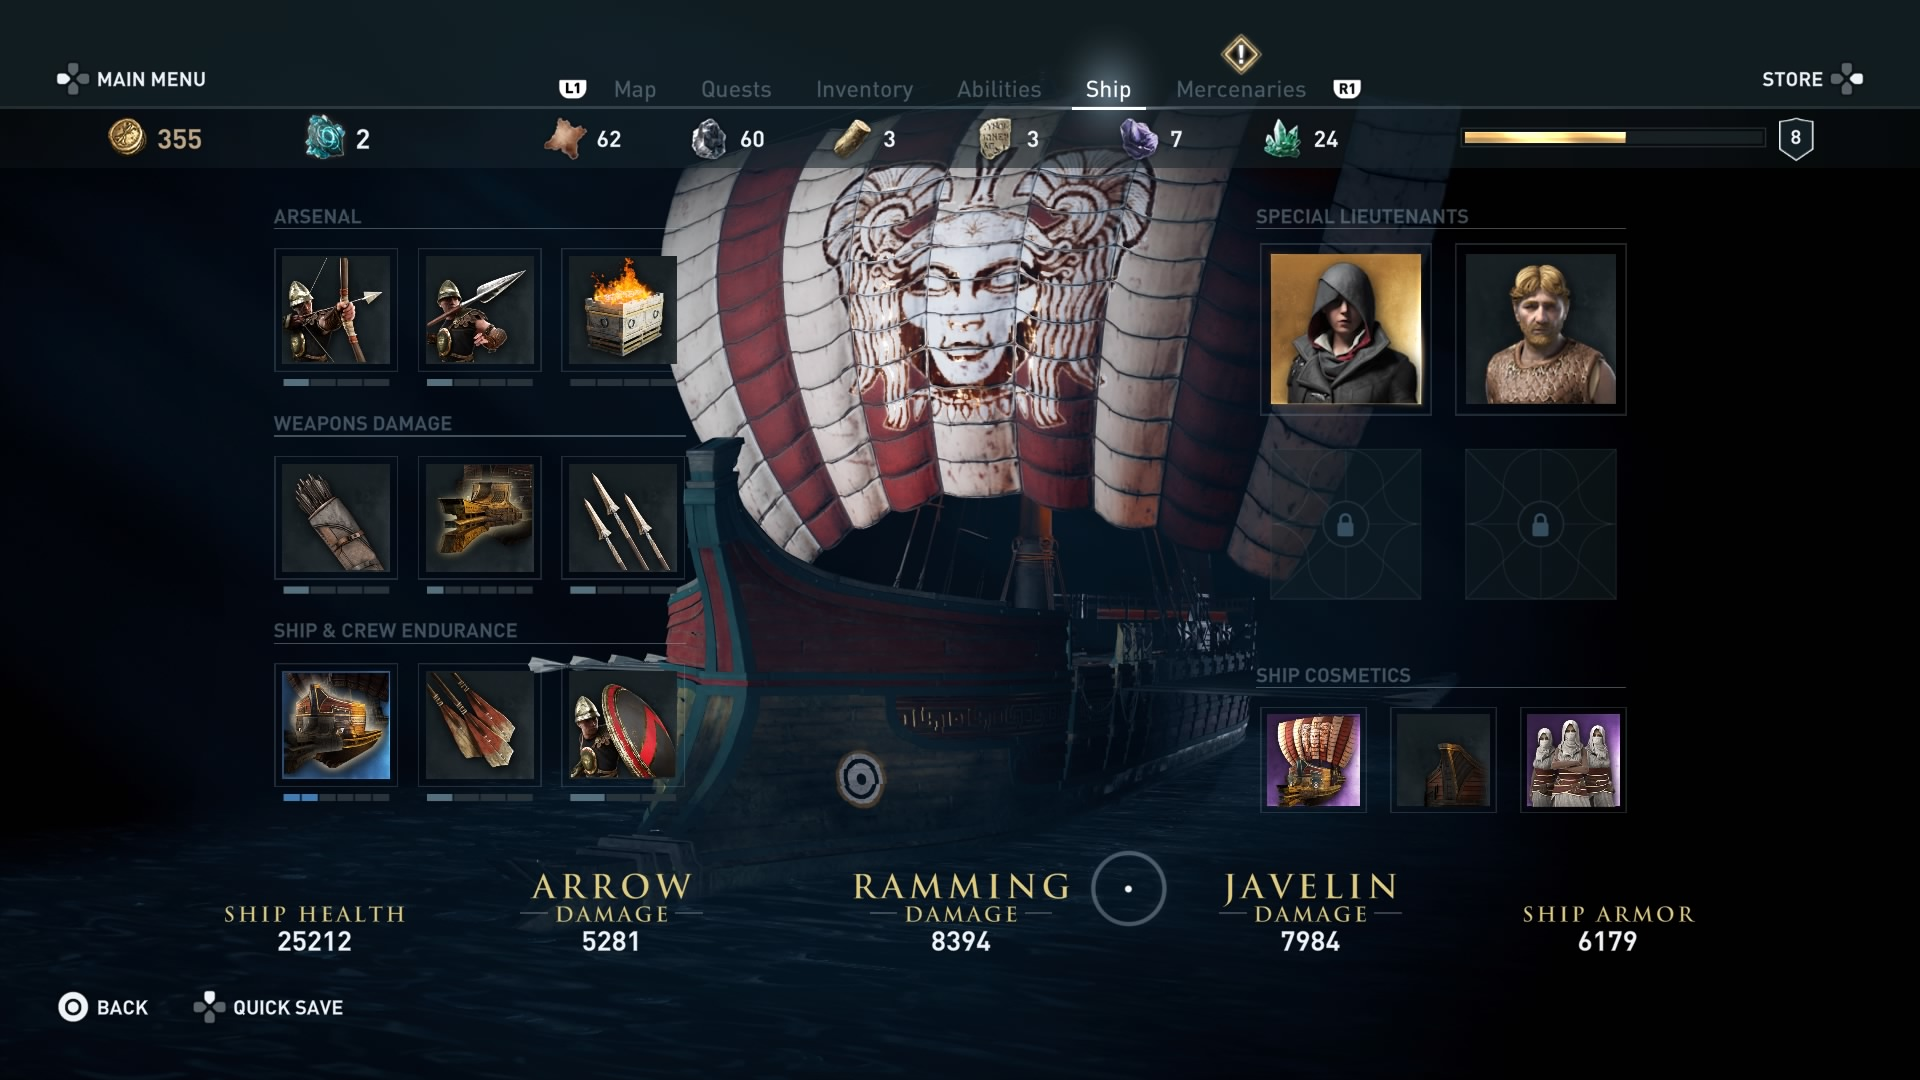 MAIN MENU
L1 Map Quests Inventory Abilities Ship Mercenaries R1
STORE
355 2 62 60 3 3 7 24 8
ARSENAL
SPECIAL LIEUTENANTS
WEAPONS DAMAGE
SHIP & CREW ENDURANCE
SHIP COSMETICS
SHIP HEALTH
25212
ARROW
DAMAGE
5281
RAMMING
DAMAGE
8394
JAVELIN
DAMAGE
7984
SHIP ARMOR
6179
BACK
QUICK SAVE